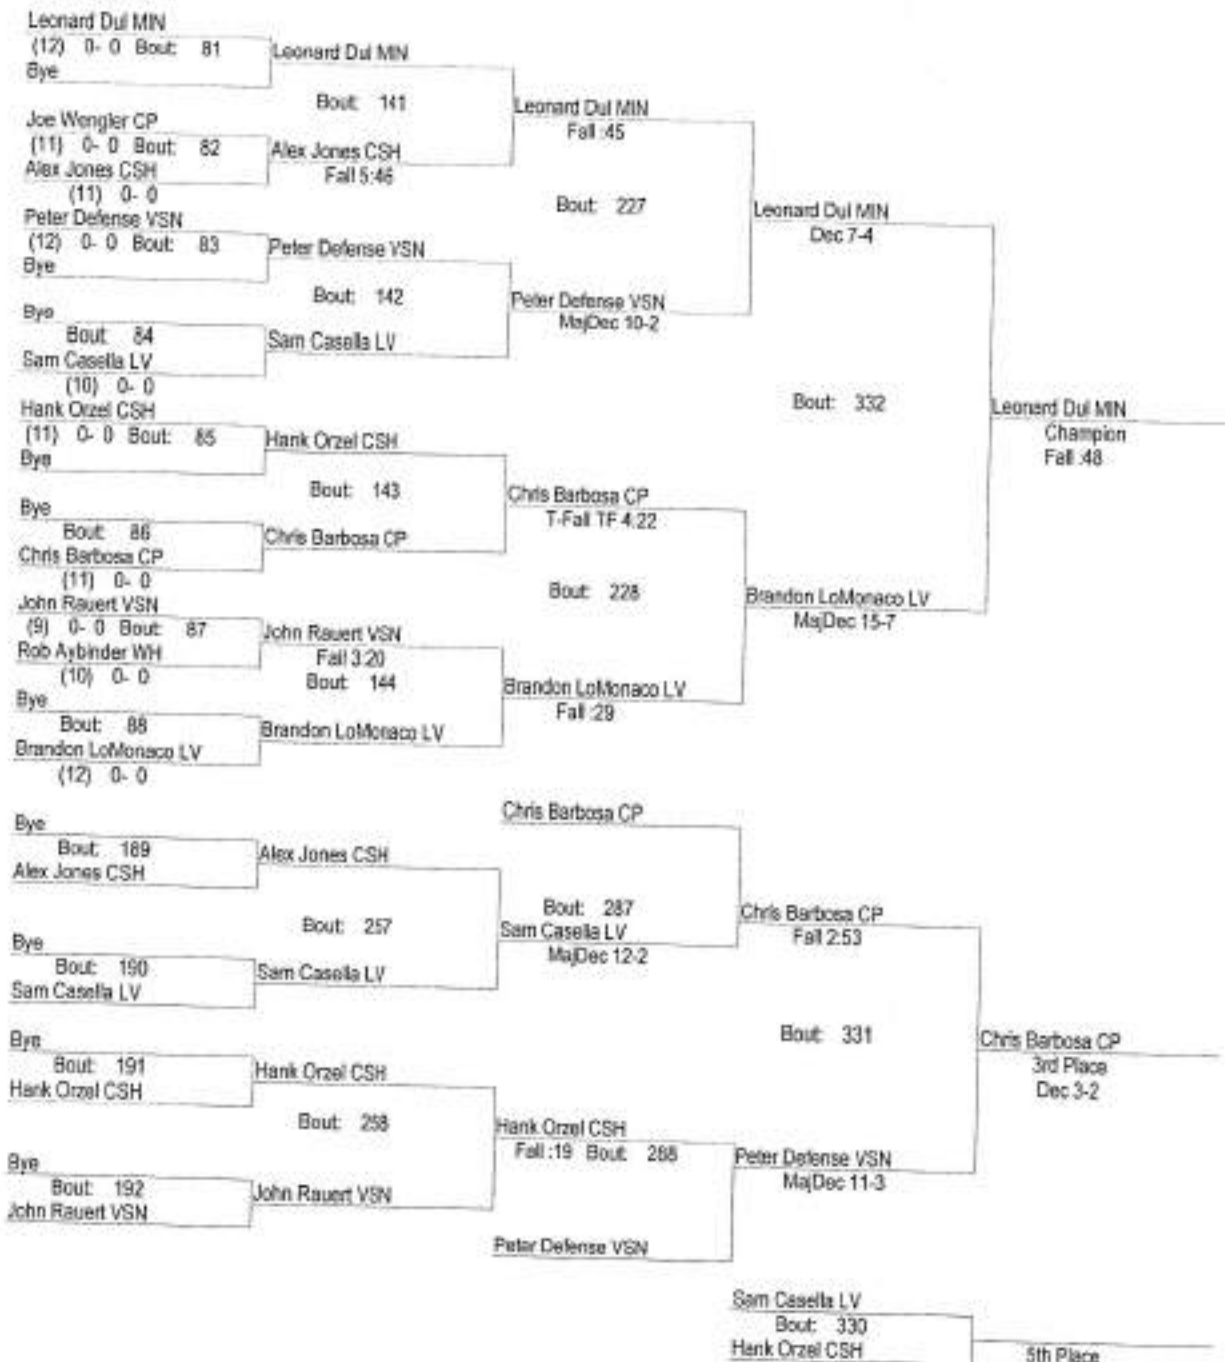 Leonard Dul MIN
(12) 0- 0 Bout: 81
Bye
Leonard Dul MIN
Bout: 141
Joe Wengler CP
(11) 0- 0 Bout: 82
Alex Jones CSH
(11) 0- 0
Alex Jones CSH
Fall 5:46
Leonard Dul MIN
Fall :45
Peter Defense VSN
(12) 0- 0 Bout: 83
Bye
Peter Defense VSN
Bout: 142
Bye
Bout: 84
Sam Casella LV
(10) 0- 0
Sam Casella LV
Peter Defense VSN
MajDec 10-2
Bout: 227
Leonard Dul MIN
Dec 7-4
Hank Orzel CSH
(11) 0- 0 Bout: 85
Bye
Hank Orzel CSH
Bout: 143
Bye
Bout: 86
Chris Barbosa CP
(11) 0- 0
Chris Barbosa CP
Chris Barbosa CP
T-Fall TF 4:22
John Rauert VSN
(9) 0- 0 Bout: 87
Rob Aybinder WH
(10) 0- 0
John Rauert VSN
Fall 3:20
Bout: 144
Bye
Bout: 88
Brandon LoMonaco LV
(12) 0- 0
Brandon LoMonaco LV
Brandon LoMonaco LV
Fall :29
Bout: 228
Brandon LoMonaco LV
MajDec 15-7
Bout: 332
Leonard Dul MIN
Champion
Fall :48
Bye
Bout: 189
Alex Jones CSH
Alex Jones CSH
Bout: 257
Bye
Bout: 190
Sam Casella LV
Sam Casella LV
Chris Barbosa CP
Bout: 287
Sam Casella LV
MajDec 12-2
Chris Barbosa CP
Fall 2:53
Bye
Bout: 191
Hank Orzel CSH
Hank Orzel CSH
Bout: 258
Bye
Bout: 192
John Rauert VSN
John Rauert VSN
Hank Orzel CSH
Fall :19 Bout: 288
Peter Defense VSN
Peter Defense VSN
MajDec 11-3
Bout: 331
Chris Barbosa CP
3rd Place
Dec 3-2
Sam Casella LV
Bout: 330
Hank Orzel CSH
5th Place